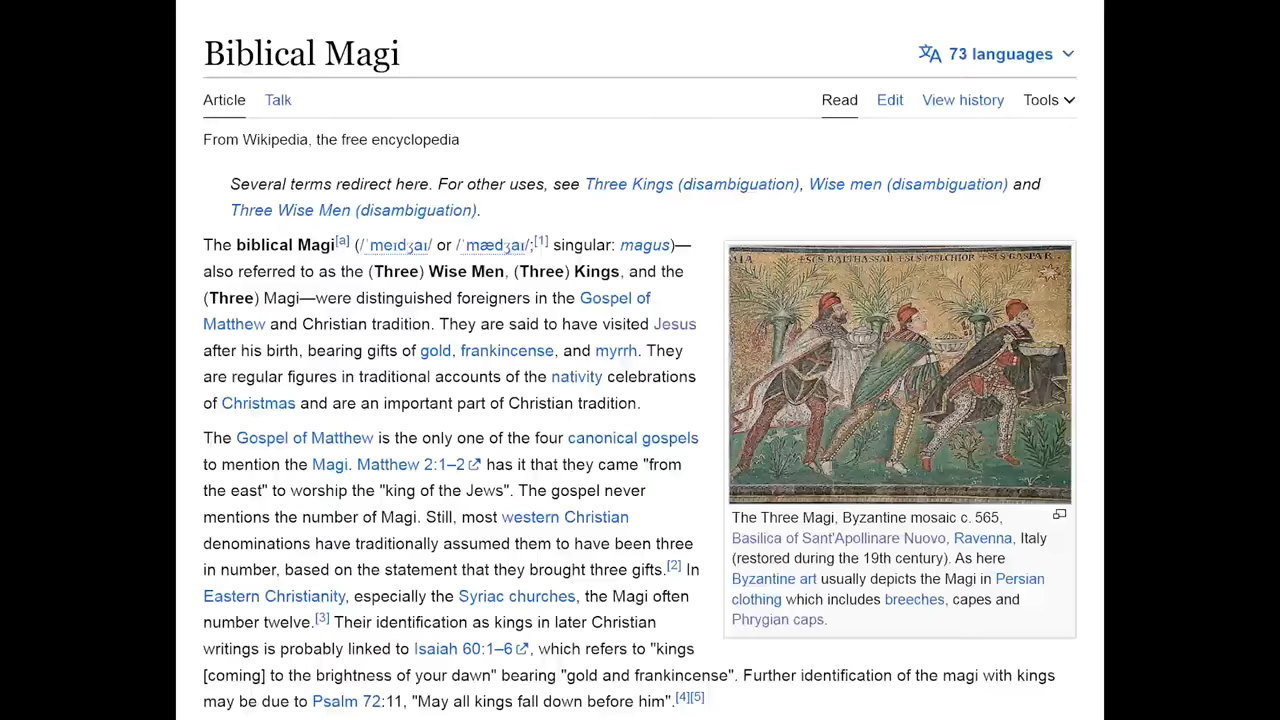 Biblical Magi
73 languages
Article Talk Read Edit View history Tools
From Wikipedia, the free encyclopedia
Several terms redirect here. For other uses, see Three Kings (disambiguation), Wise men (disambiguation) and
Three Wise Men (disambiguation).
The biblical Magi[a] (/ˈmeɪdʒaɪ/ or /ˈmædʒaɪ/;[1] singular: magus)—
also referred to as the (Three) Wise Men, (Three) Kings, and the
(Three) Magi—were distinguished foreigners in the Gospel of
Matthew and Christian tradition. They are said to have visited Jesus
after his birth, bearing gifts of gold, frankincense, and myrrh. They
are regular figures in traditional accounts of the nativity celebrations
of Christmas and are an important part of Christian tradition.
The Gospel of Matthew is the only one of the four canonical gospels
to mention the Magi. Matthew 2:1–2 has it that they came "from
the east" to worship the "king of the Jews". The gospel never
mentions the number of Magi. Still, most western Christian
denominations have traditionally assumed them to have been three
in number, based on the statement that they brought three gifts.[2] In
Eastern Christianity, especially the Syriac churches, the Magi often
number twelve.[3] Their identification as kings in later Christian
writings is probably linked to Isaiah 60:1–6, which refers to "kings
[coming] to the brightness of your dawn" bearing "gold and frankincense". Further identification of the magi with kings
may be due to Psalm 72:11, "May all kings fall down before him".[4][5]
+SCS BALTHASSAR +SCS MELCHIOR +SCS GASPAR
The Three Magi, Byzantine mosaic c. 565,
Basilica of Sant'Apollinare Nuovo, Ravenna, Italy
(restored during the 19th century). As here
Byzantine art usually depicts the Magi in Persian
clothing which includes breeches, capes and
Phrygian caps.